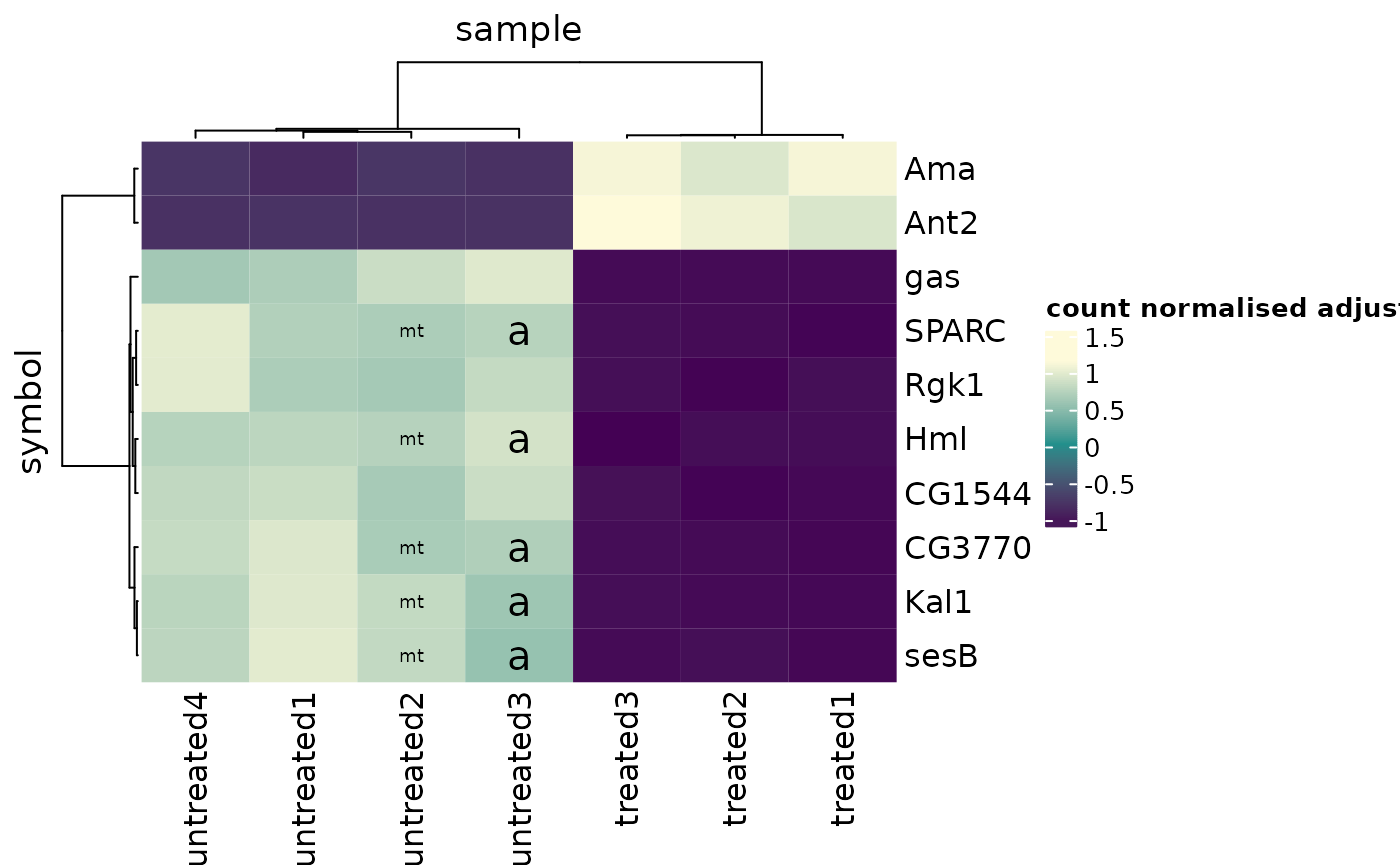 sample
Ama
Ant2
gas
mt a SPARC
Rgk1
mt a Hml
CG1544
mt a CG3770
mt a Kal1
mt a sesB
symbol
untreated4 untreated1 untreated2 untreated3 treated3 treated2 treated1
count normalised adjust
1.5
1
0.5
0
-0.5
-1